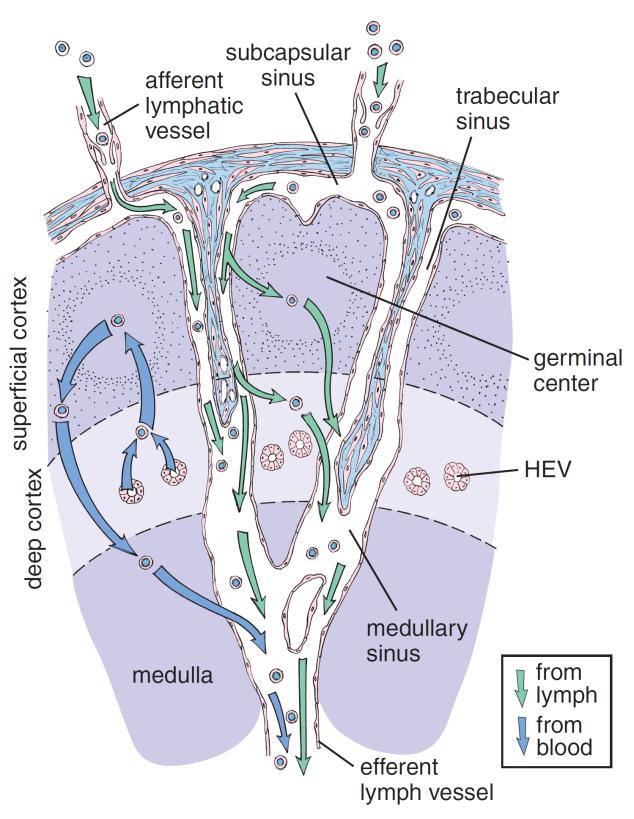 subcapsular
sinus
afferent
lymphatic
vessel
trabecular
sinus
superficial cortex
germinal
center
HEV
deep cortex
medullary
sinus
medulla
from
lymph
from
blood
efferent
lymph vessel